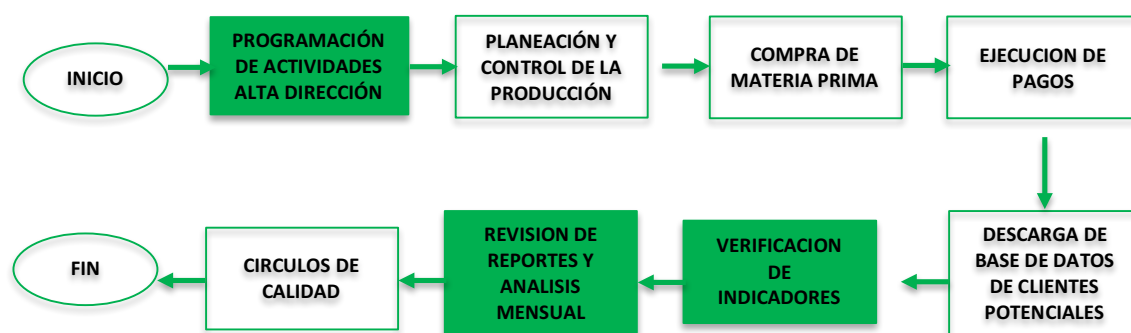 INICIO
PROGRAMACIÓN
DE ACTIVIDADES
ALTA DIRECCIÓN
PLANEACIÓN Y
CONTROL DE LA
PRODUCCIÓN
COMPRA DE
MATERIA PRIMA
EJECUCION DE
PAGOS
DESCARGA DE
BASE DE DATOS
DE CLIENTES
POTENCIALES
VERIFICACION
DE
INDICADORES
REVISION DE
REPORTES Y
ANALISIS
MENSUAL
CIRCULOS DE
CALIDAD
FIN